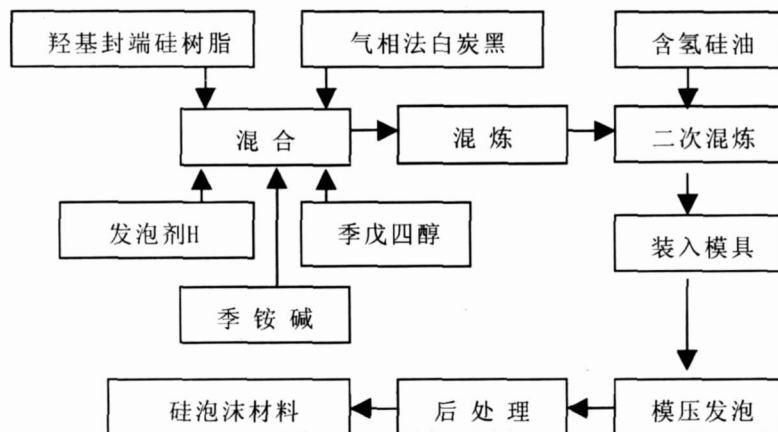 羟基封端硅树脂
气相法白炭黑
含氢硅油
混 合
混 炼
二次混炼
发泡剂H
季戊四醇
装入模具
季 铵 碱
硅泡沫材料
后 处 理
模压发泡